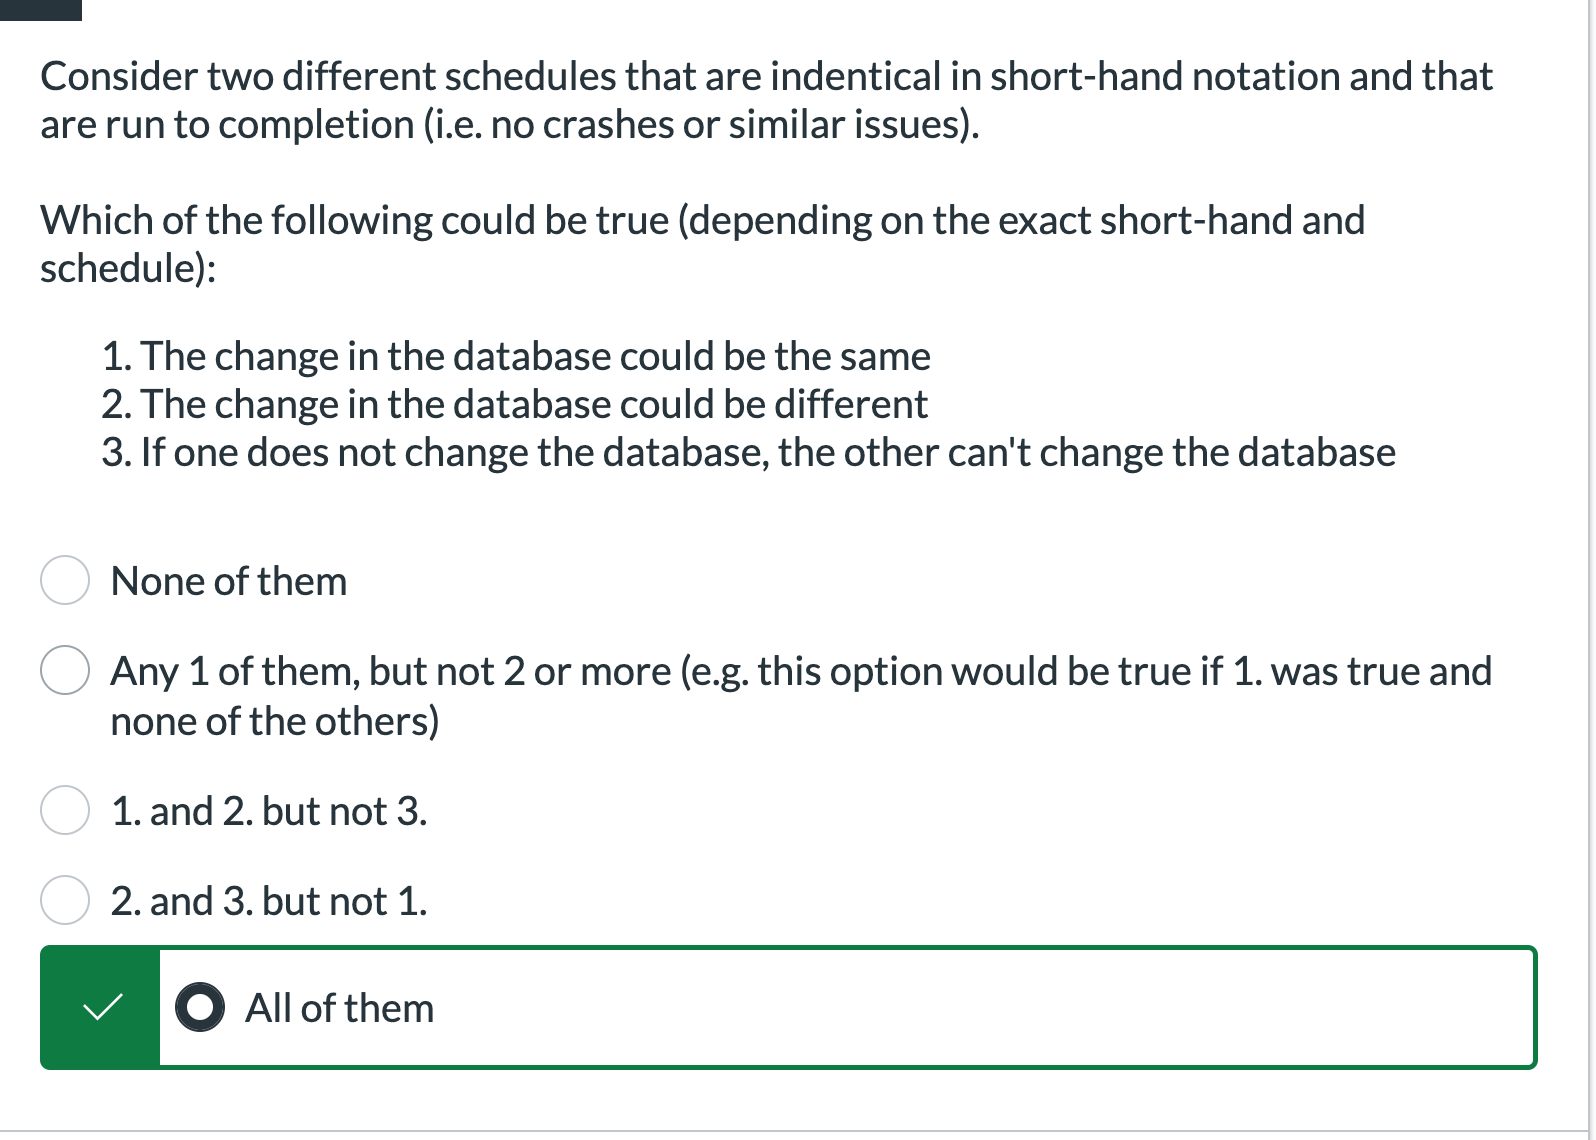 Consider two different schedules that are indentical in short-hand notation and that
are run to completion (i.e. no crashes or similar issues).
Which of the following could be true (depending on the exact short-hand and
schedule):
1. The change in the database could be the same
2. The change in the database could be different
3. If one does not change the database, the other can't change the database
None of them
Any 1 of them, but not 2 or more (e.g. this option would be true if 1. was true and
none of the others)
1. and 2. but not 3.
2. and 3. but not 1.
All of them